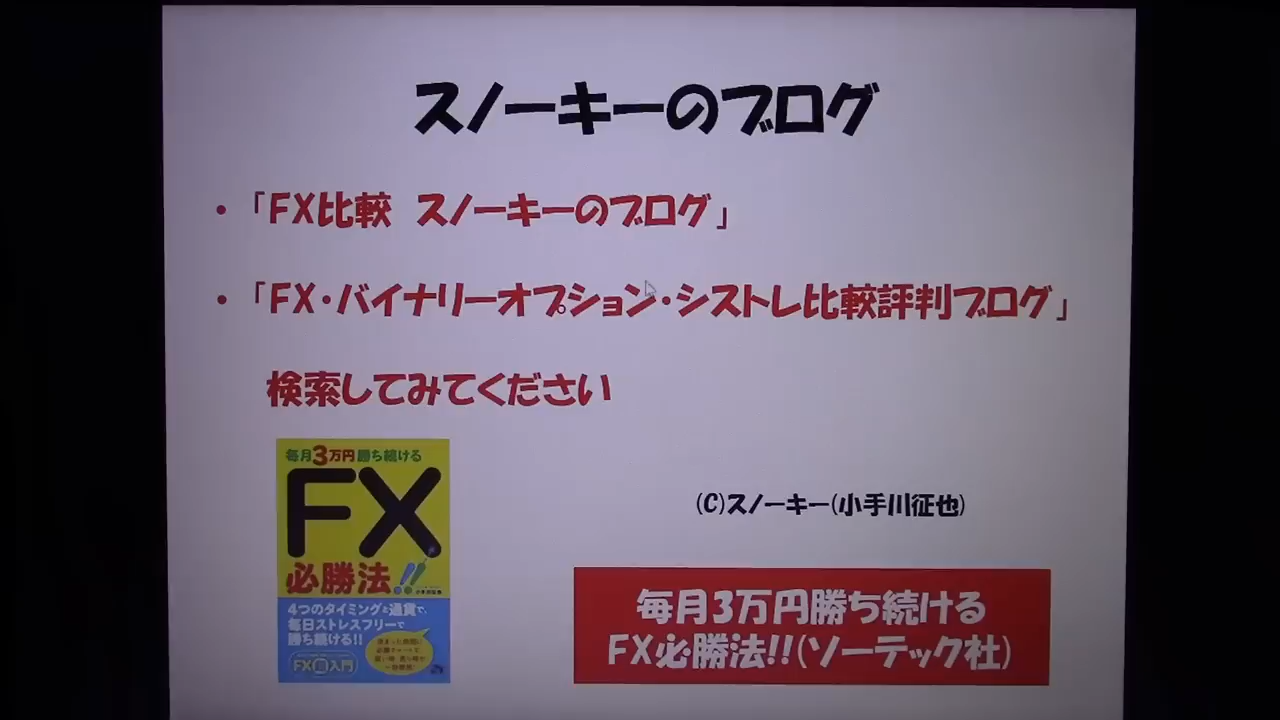 スノーキーのブログ
・「FX比較 スノーキーのブログ」
・「FX・バイナリーオプション・シストレ比較評判ブログ」
検索してみてください
毎月3万円勝ち続ける
FX
必勝法!!
4つのタイミングと通貨で、
毎日ストレスフリーで
勝ち続ける!!
FX超入門
(C)スノーキー(小手川征也)
毎月3万円勝ち続ける
FX必勝法!!(ソーテック社)